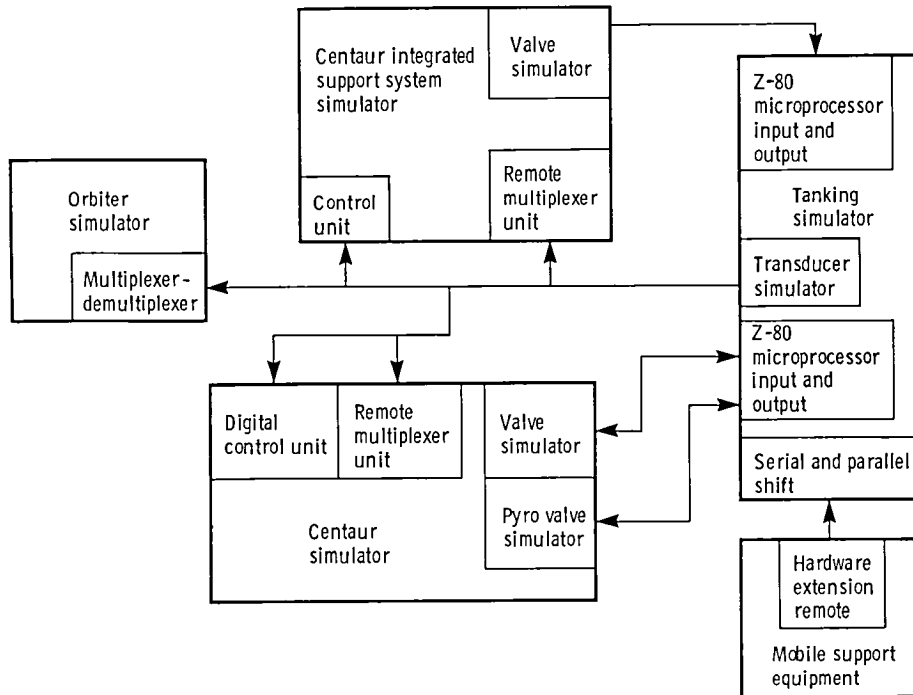 Centaur integrated
support system
simulator
Valve
simulator
Control
unit
Remote
multiplexer
unit
Z-80
microprocessor
input and
output
Tanking
simulator
Transducer
simulator
Z-80
microprocessor
input and
output
Serial and parallel
shift
Orbiter
simulator
Multiplexer-
demultiplexer
Digital
control unit
Remote
multiplexer
unit
Valve
simulator
Pyro valve
simulator
Centaur
simulator
Hardware
extension
remote
Mobile support
equipment